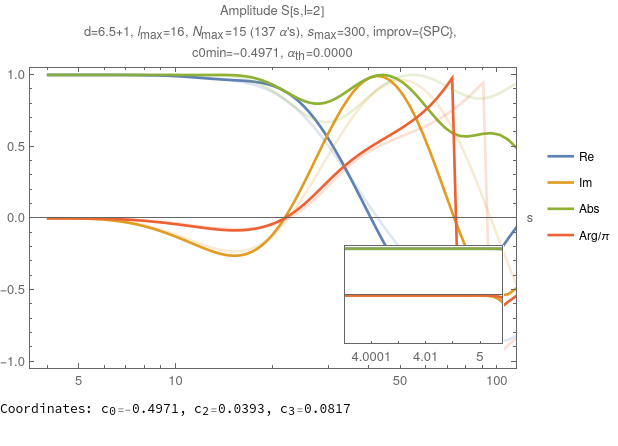 Amplitude S[s,l=2]
d=6.5+1, lmax=16, Nmax=15 (137 α's), smax=300, improv={SPC},
c0min=-0.4971, αth=0.0000
1.0
0.5
0.0
-0.5
-1.0
s
Re
Im
Abs
Arg/π
4.0001 4.01 5
5 10 50 100
Coordinates: c0=-0.4971, c2=0.0393, c3=0.0817